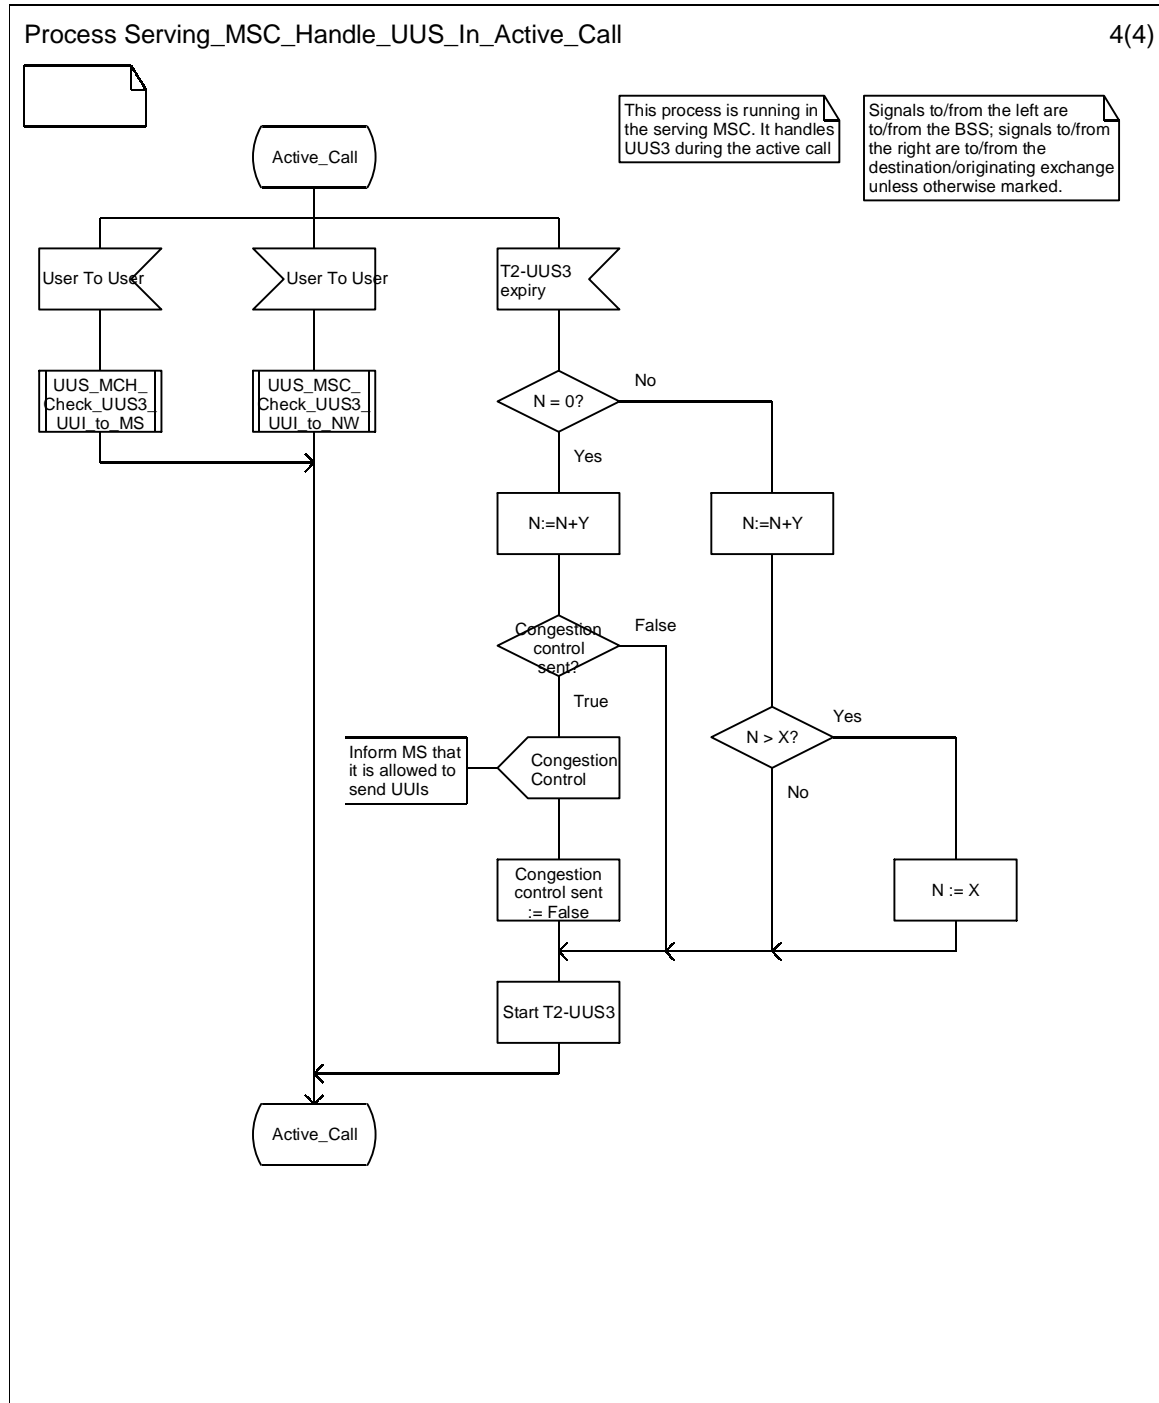 Process Serving_MSC_Handle_UUS_In_Active_Call
4(4)
This process is running in
the serving MSC. It handles
UUS3 during the active call
Signals to/from the left are
to/from the BSS; signals to/from
the right are to/from the
destination/originating exchange
unless otherwise marked.
Active_Call
User To User
User To User
T2-UUS3
expiry
UUS_MCH_
Check_UUS3_
UUI_to_MS
UUS_MSC_
Check_UUS3_
UUI_to_NW
N = 0?
No
Yes
N:=N+Y
N:=N+Y
Congestion
control
sent?
False
True
N > X?
Yes
No
Inform MS that
it is allowed to
send UUIs
Congestion
Control
Congestion
control sent
:= False
N := X
Start T2-UUS3
Active_Call